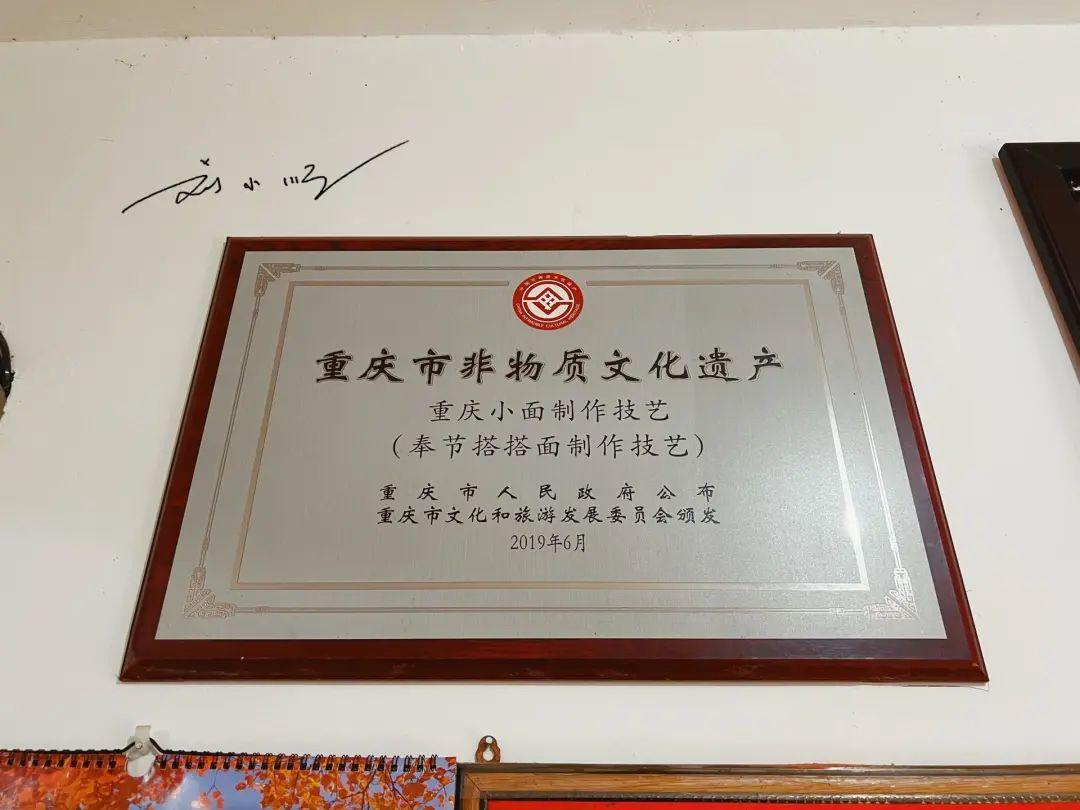 刘小顺
重庆市非物质文化遗产
重庆小面制作技艺
（奉节搭搭面制作技艺）
重庆市人民政府公布
重庆市文化和旅游发展委员会颁发
2019年6月